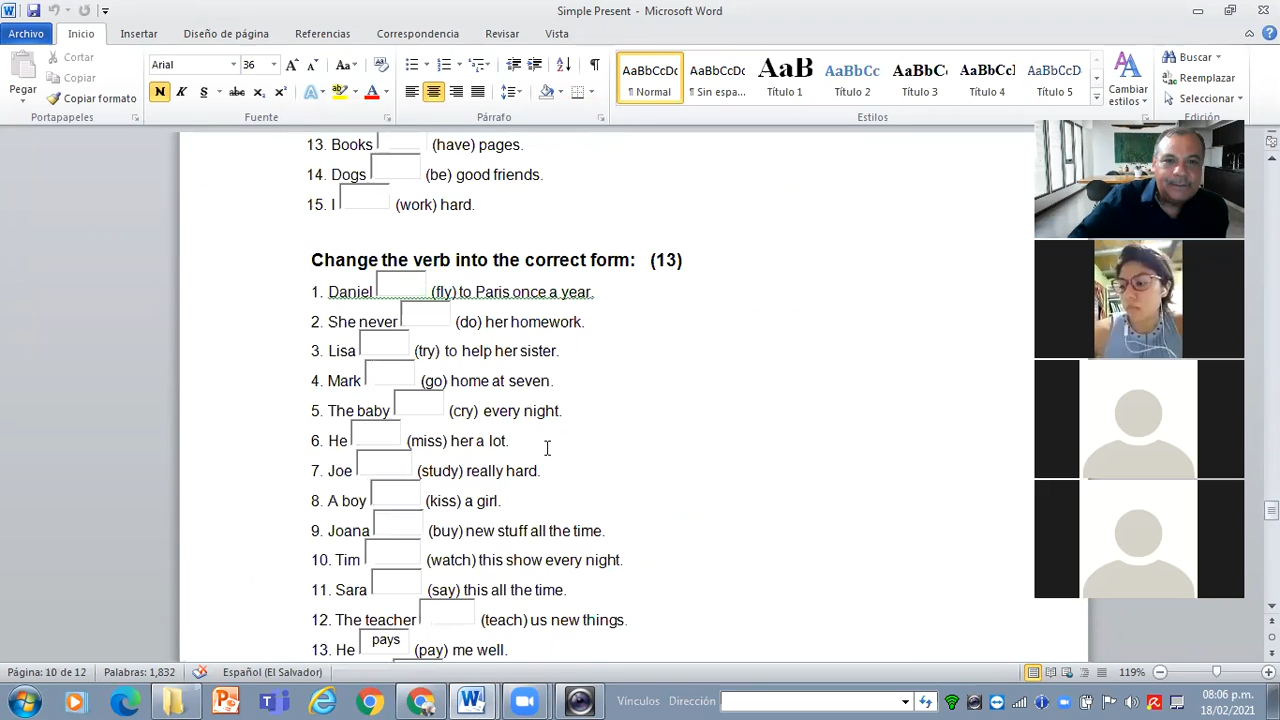 Simple Present - Microsoft Word
Archivo Inicio Insertar Diseño de página Referencias Correspondencia Revisar Vista
Pegar
Cortar
Copiar
Copiar formato
Portapapeles
Arial 36
N K S abc x₂ x²
Fuente
Párrafo
AaBbCcDc AaBbCcDc AaB AaBbCc AaBbCc AaBbCc AaBbCcD
¶ Normal ¶ Sin espa... Título 1 Título 2 Título 3 Título 4 Título 5
Estilos
Cambiar estilos
Buscar
Reemplazar
Seleccionar
Edición
13. Books (have) pages.
14. Dogs (be) good friends.
15. I (work) hard.
Change the verb into the correct form: (13)
1. Daniel (fly) to Paris once a year.
2. She never (do) her homework.
3. Lisa (try) to help her sister.
4. Mark (go) home at seven.
5. The baby (cry) every night.
6. He (miss) her a lot.
7. Joe (study) really hard.
8. A boy (kiss) a girl.
9. Joana (buy) new stuff all the time.
10. Tim (watch) this show every night.
11. Sara (say) this all the time.
12. The teacher (teach) us new things.
13. He pays (pay) me well.
Página: 10 de 12 Palabras: 1,832 Español (El Salvador) 119%
Vínculos Dirección
08:06 p.m.
18/02/2021